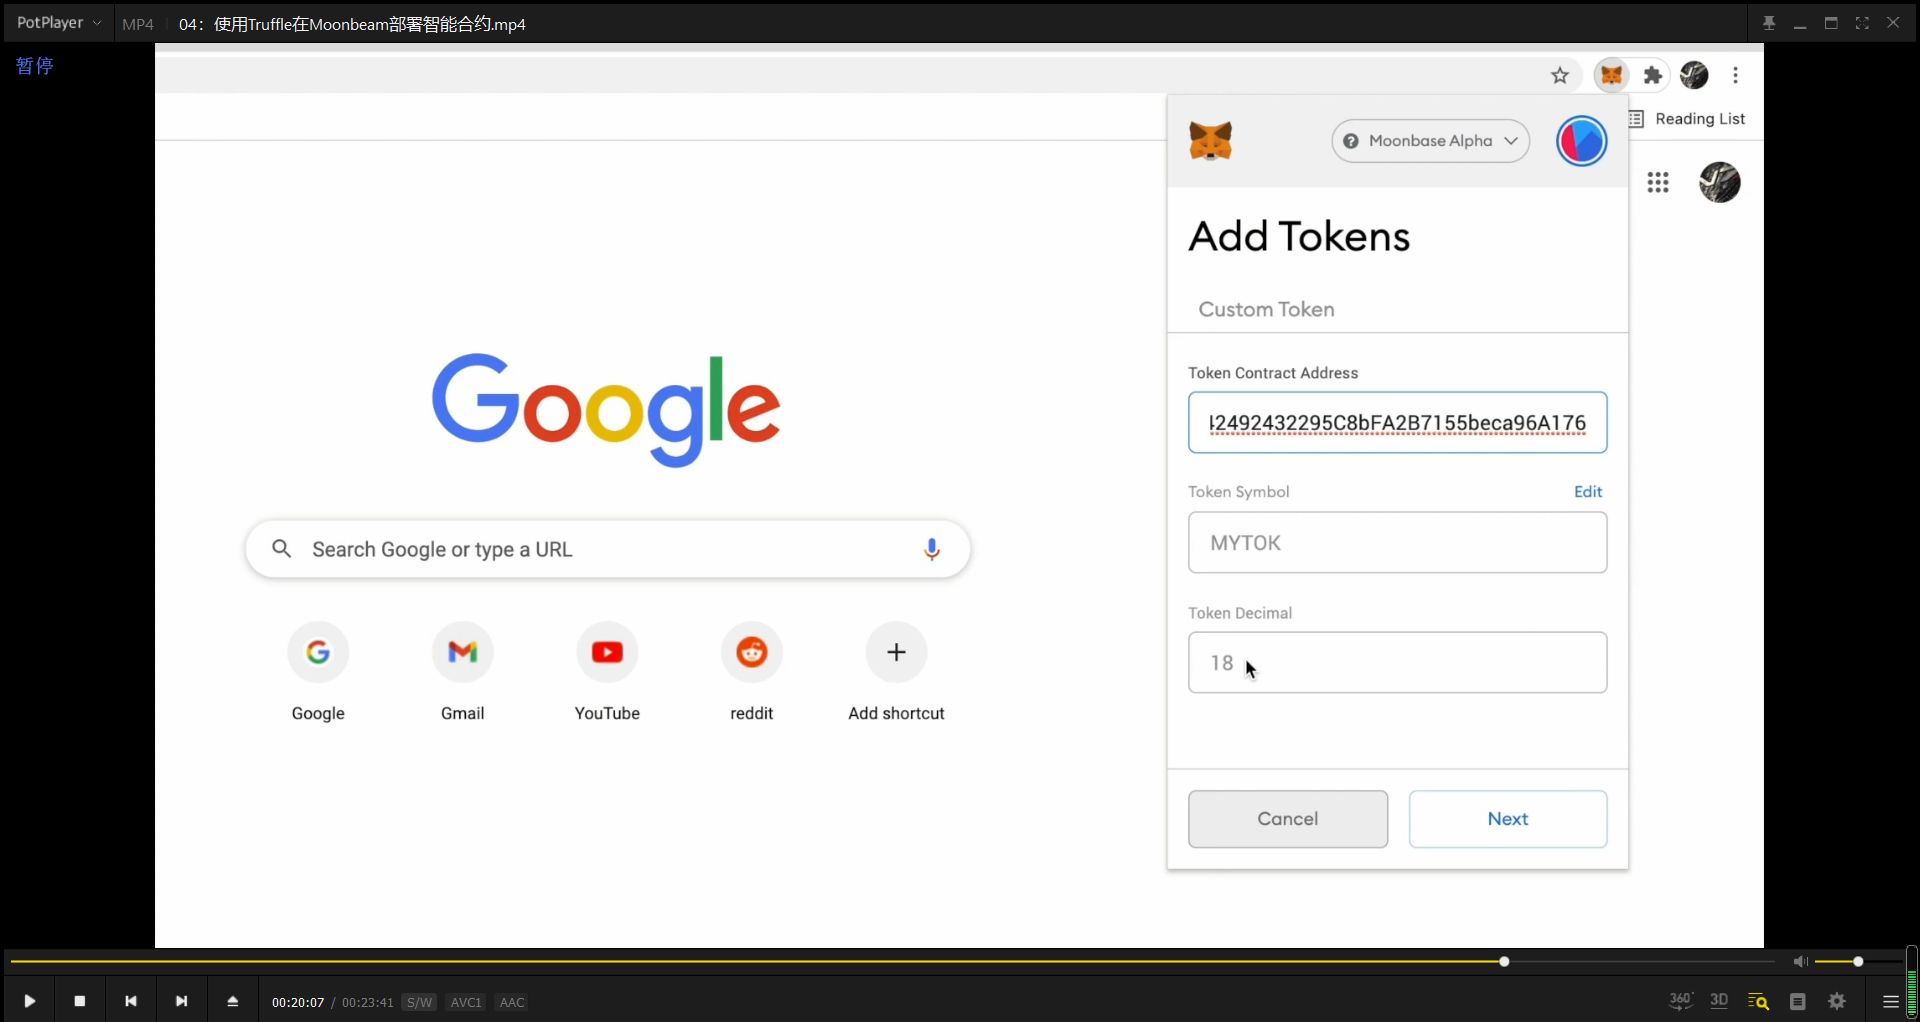 PotPlayer
MP4
04：使用Truffle在Moonbeam部署智能合约.mp4
暂停
Reading List
Moonbase Alpha
Add Tokens
Custom Token
Token Contract Address
2492432295C8bFA2B7155beca96A176
Token Symbol
Edit
MYTOK
Token Decimal
18
Cancel
Next
Google
Search Google or type a URL
Google
Gmail
YouTube
reddit
Add shortcut
00:20:07 / 00:23:41 S/W AVC1 AAC
360°
3D